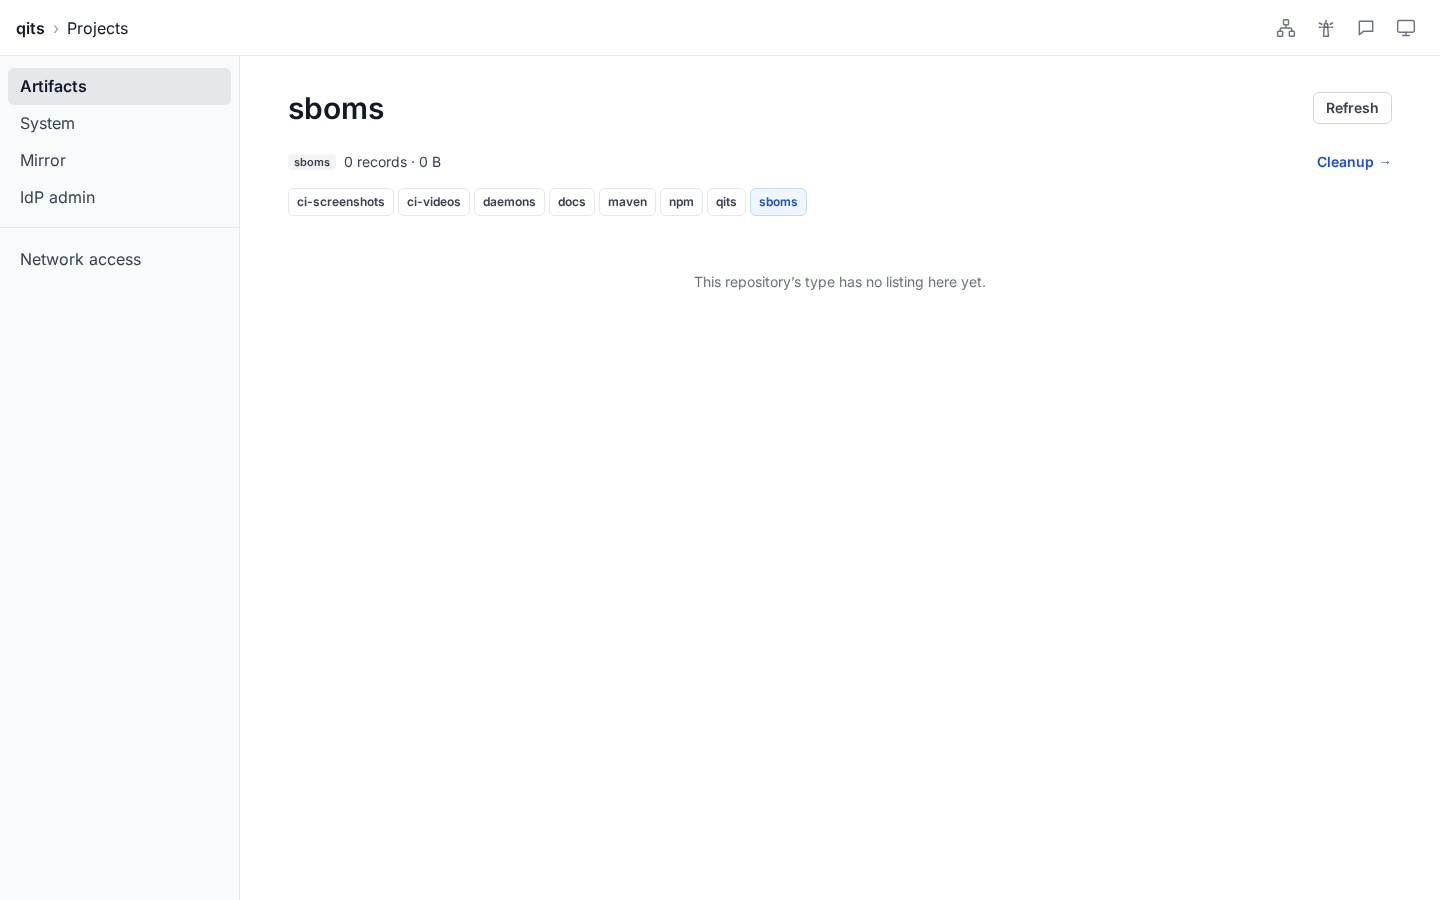 qits › Projects
Artifacts
System
Mirror
IdP admin
Network access
sboms
Refresh
sboms 0 records · 0 B
Cleanup →
ci-screenshots ci-videos daemons docs maven npm qits sboms
This repository’s type has no listing here yet.